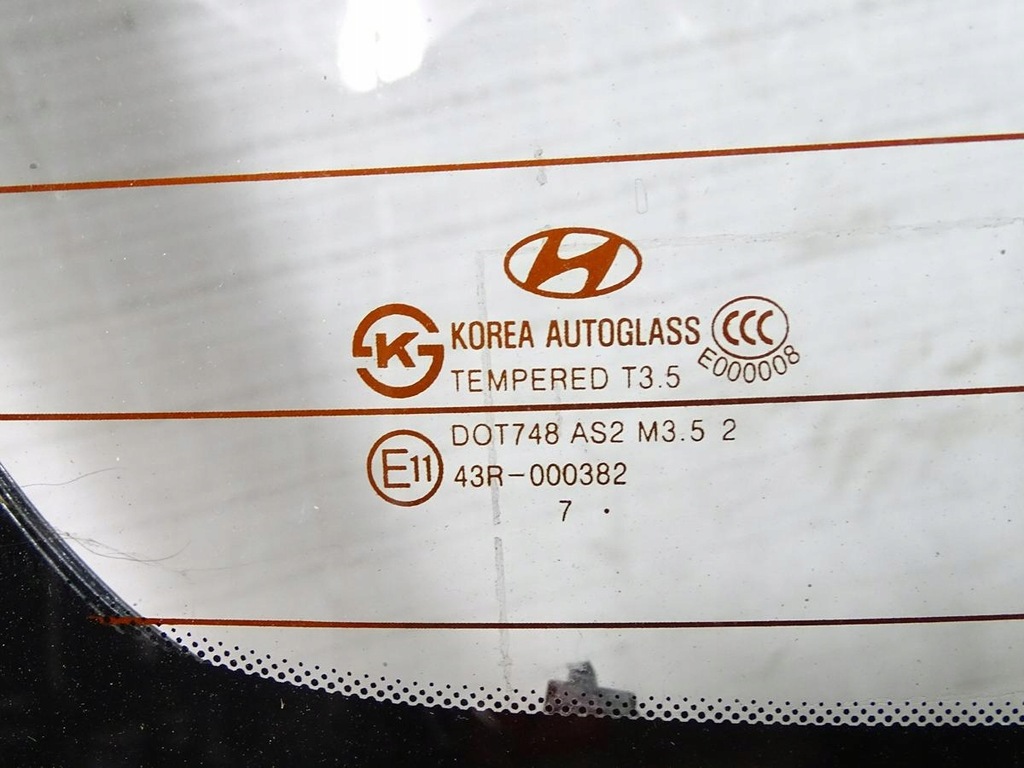 K
KOREA AUTOGLASS
CCC
E000008
TEMPERED T3.5
DOT748 AS2 M3.5 2
E11
43R-000382
7 .